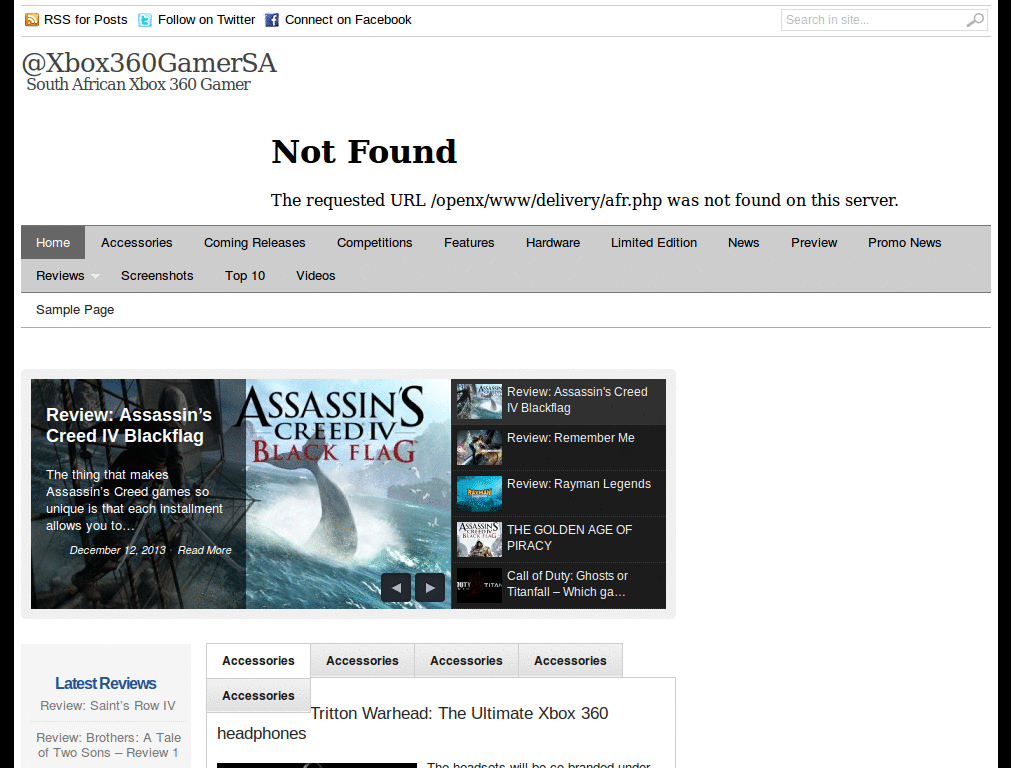 RSS for Posts Follow on Twitter Connect on Facebook Search in site...
@Xbox360GamerSA
South African Xbox 360 Gamer
Not Found
The requested URL /openx/www/delivery/afr.php was not found on this server.
Home Accessories Coming Releases Competitions Features Hardware Limited Edition News Preview Promo News
Reviews Screenshots Top 10 Videos
Sample Page
Review: Assassin’s
Creed IV Blackflag
The thing that makes
Assassin’s Creed games so
unique is that each installment
allows you to…
December 12, 2013 · Read More
ASSASSIN'S
CREED IV
BLACK FLAG
Review: Assassin's Creed
IV Blackflag
Review: Remember Me
RAYMAN
Review: Rayman Legends
ASSASSIN'S
THE GOLDEN AGE OF
PIRACY
Call of Duty: Ghosts or
Titanfall – Which ga…
Latest Reviews
Review: Saint’s Row IV
Review: Brothers: A Tale
of Two Sons – Review 1
Accessories Accessories Accessories Accessories
Accessories
Tritton Warhead: The Ultimate Xbox 360
headphones
The headsets will be co branded under